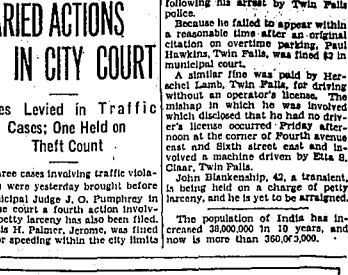 ARIED ACTIONS
IN CITY COURT
es Levied in Traffic
Cases; One Held on
Theft Count
ree cases involving traffic viola-
were yesterday brought before
icipal Judge J. O. Pumphrey in
e court a fourth action involv-
petty larceny has also been filed.
is H. Palmer, Jerome, was fined
or speeding within the city limits
following his arrest by Twin Falls
police.
Because he failed to appear within
a reasonable time after an original
citation on overtime parking, Paul
Hawkins, Twin Falls, was fined $3 in
municipal court.
A similar fine was paid by Her-
schel Lamb, Twin Falls, for driving
without an operator's license. The
mishap in which he was involved
which disclosed that he had no driv-
er's license occurred Friday after-
noon at the corner of Fourth avenue
east and Sixth street east and in-
volved a machine driven by Etta S.
Claar, Twin Falls.
John Blankenship, 42, a transient,
is being held on a charge of petty
larceny, and he is yet to be arraigned.
The population of India has in-
creased 38,000,000 in 10 years, and
now is more than 360,000,000.